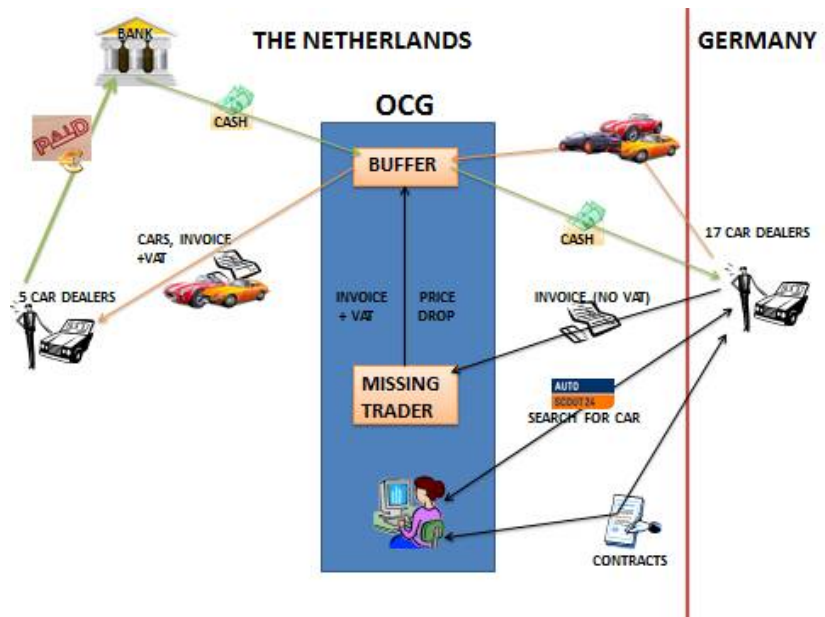 BANK
THE NETHERLANDS
GERMANY
OCG
PAID
CASH
BUFFER
CARS, INVOICE
+VAT
CASH
17 CAR DEALERS
5 CAR DEALERS
INVOICE
+ VAT
PRICE
DROP
INVOICE (NO VAT)
MISSING
TRADER
AUTO
SCOUT24
SEARCH FOR CAR
CONTRACTS